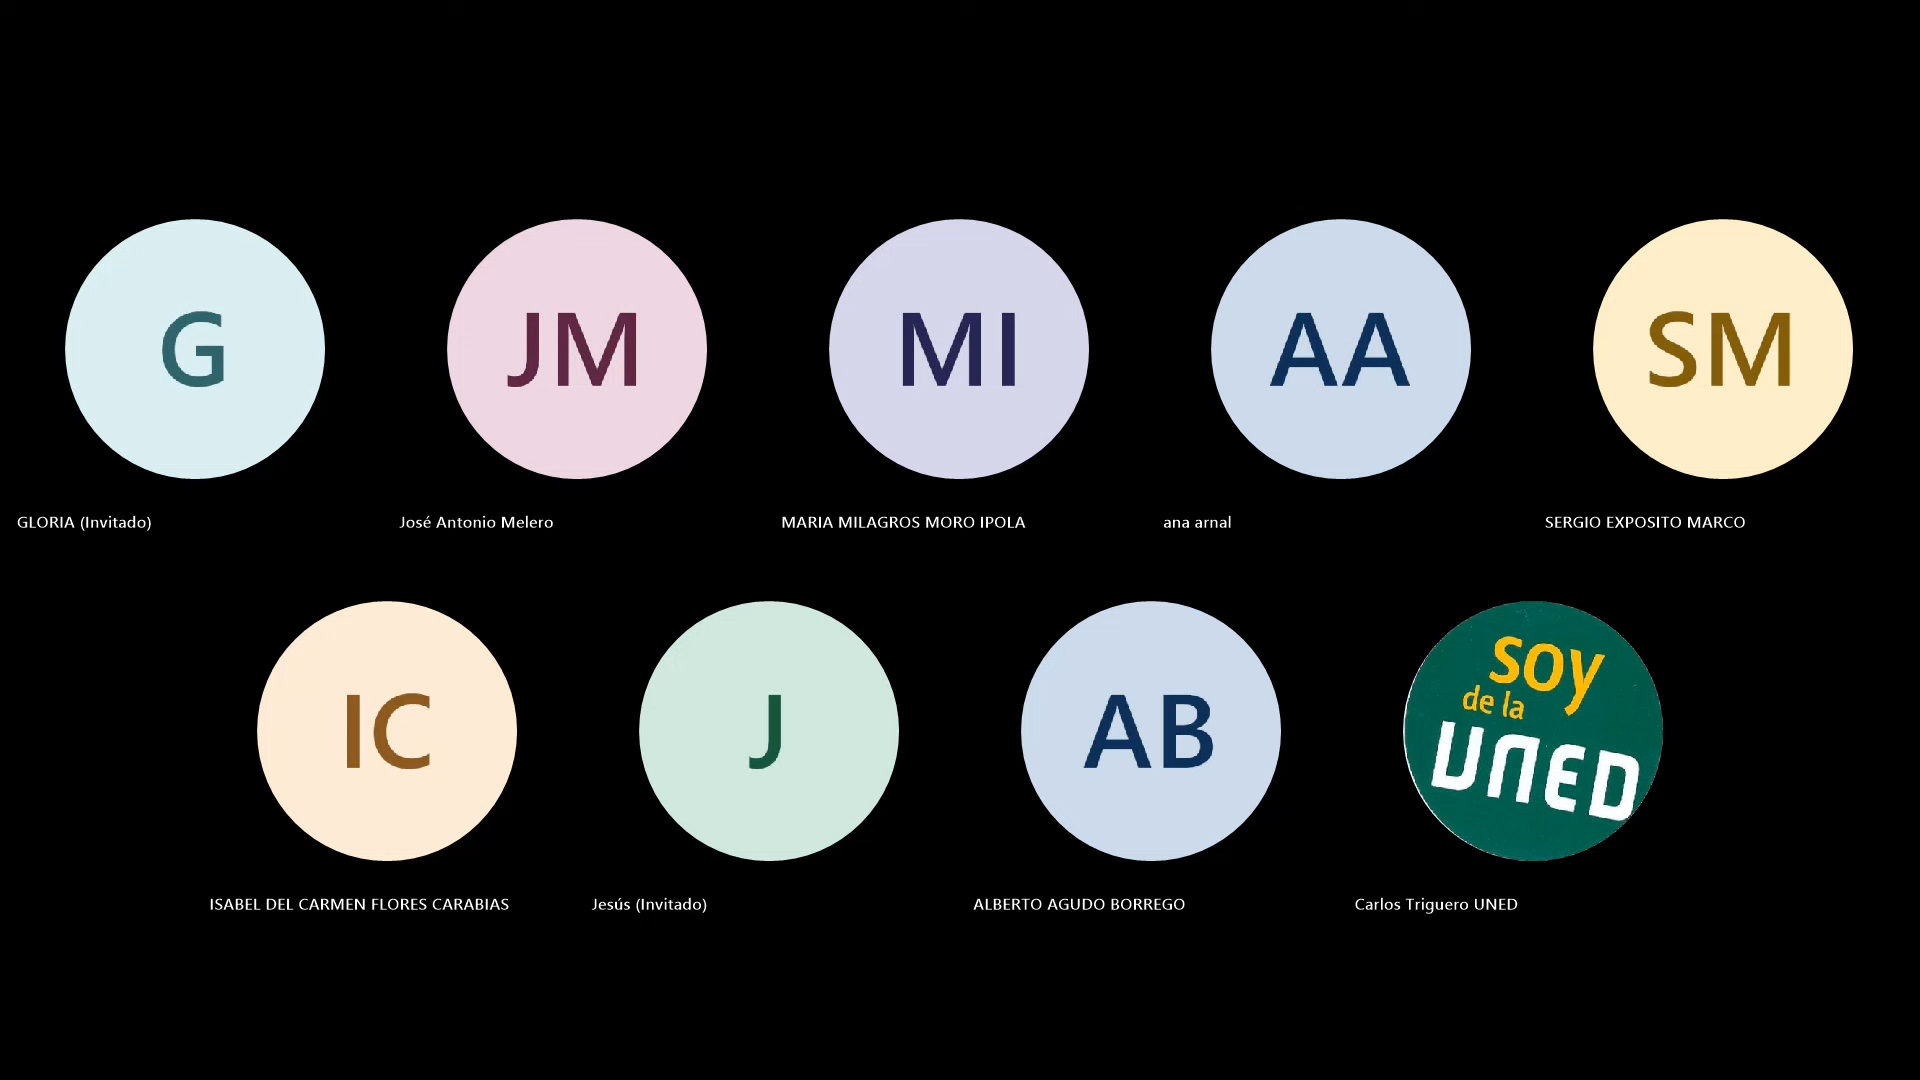 G
JM
MI
AA
SM
GLORIA (Invitado)
José Antonio Melero
MARIA MILAGROS MORO IPOLA
ana arnal
SERGIO EXPOSITO MARCO
IC
J
AB
soy
de la
UNED
ISABEL DEL CARMEN FLORES CARABIAS
Jesús (Invitado)
ALBERTO AGUDO BORREGO
Carlos Triguero UNED